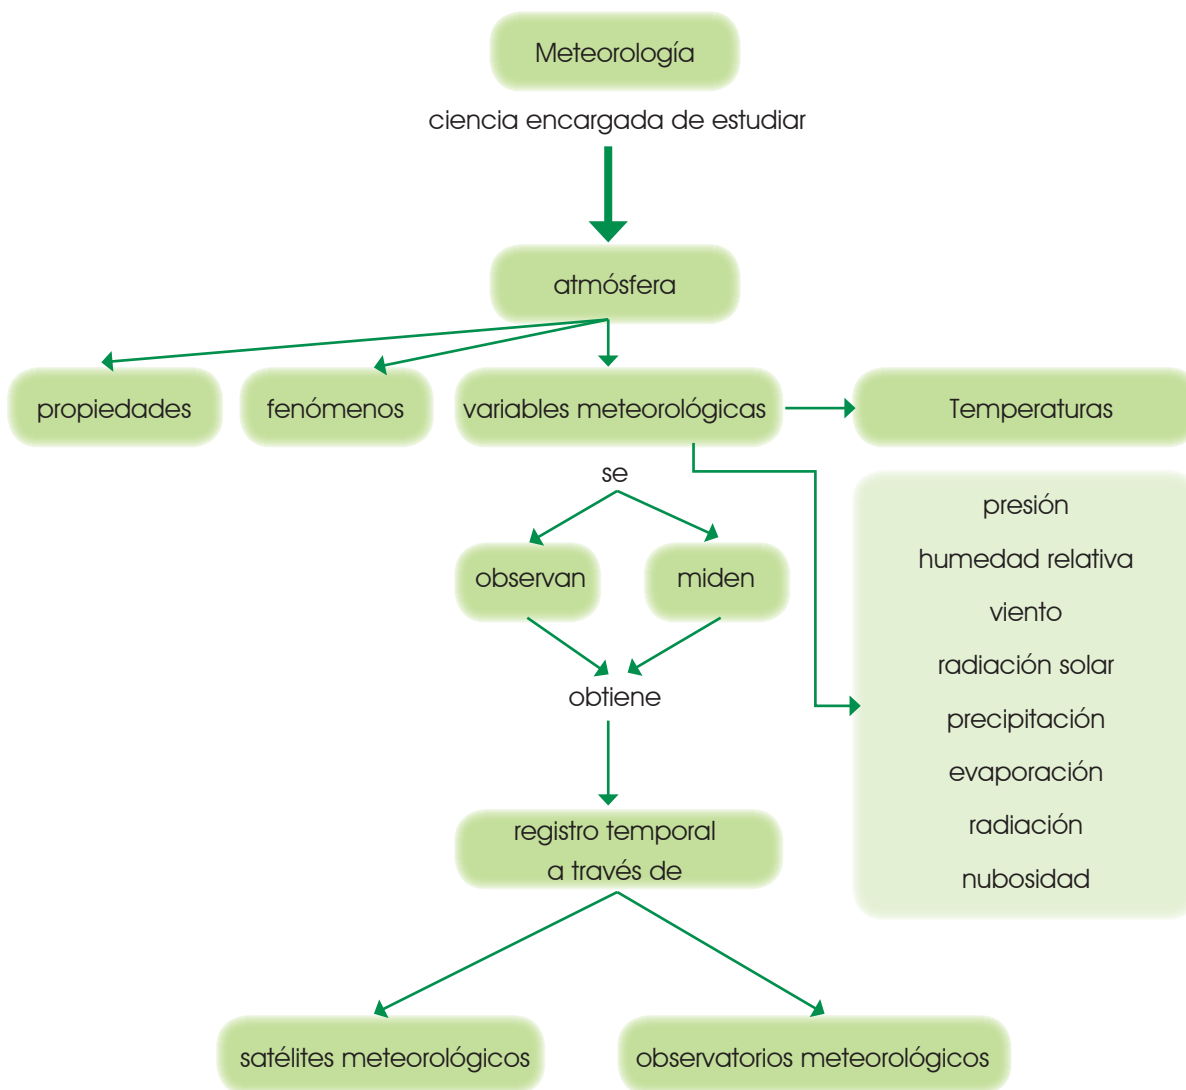 Meteorología
ciencia encargada de estudiar
atmósfera
propiedades
fenómenos
variables meteorológicas
Temperaturas
se
observan
miden
obtiene
registro temporal
a través de
satélites meteorológicos
observatorios meteorológicos
presión
humedad relativa
viento
radiación solar
precipitación
evaporación
radiación
nubosidad